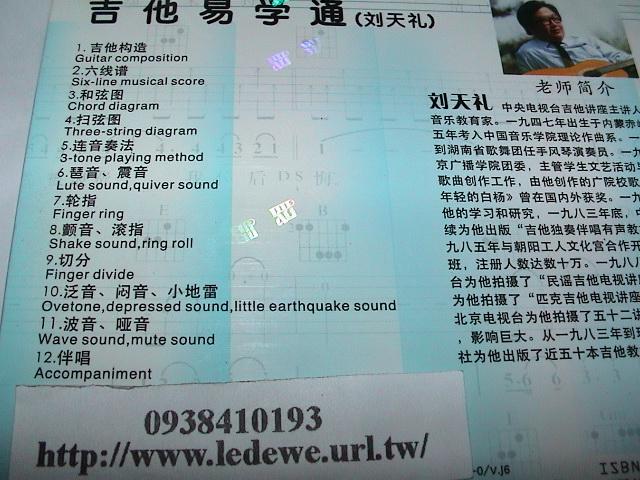 吉他易学通(刘天礼)
1.吉他构造
Guitar composition
2.六线谱
Six-line musical score
3.和弦图
Chord diagram
4.扫弦图
Three-string diagram
5.连音奏法
3-tone playing method
6.琶音、震音
Lute sound,quiver sound
7.轮指
Finger ring
8.颤音、滚指
Shake sound,ring roll
9.切分
Finger divide
10.泛音、闷音、小地雷
Ovetone,depressed sound,little earthquake sound
11.波音、哑音
Wave sound,mute sound
12.伴唱
Accompaniment
老师简介
刘天礼 中央电视台吉他讲座主讲人
音乐教育家。一九四七年出生于内蒙赤峰
五年考入中国音乐学院理论作曲系。一
到湖南省歌舞团任手风琴演奏员。一九
京广播学院团委，主管学生文艺活动与
歌曲创作工作，由他创作的广院校歌
年轻的白杨》曾在国内外获奖。一九
他的学习和研究，一九八三年底，
续为他出版“吉他独奏伴唱有声教
九八五年与朝阳工人文化宫合作开
班，注册人数达数十万。一九八
台为他拍摄了“民谣吉他电视讲座
为他拍摄了“匹克吉他电视讲座
北京电视台为他拍摄了五十二讲
，影响巨大。从一九八三年到
社为他出版了近五十本吉他教
0938410193
http://www.ledewe.url.tw/
-0/V.J6
ISBN